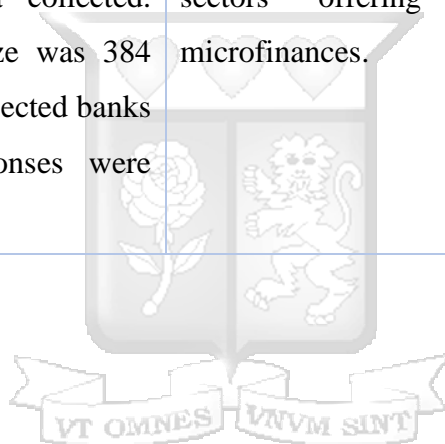 collected.
ze was 384
ected banks
onses were
sectors offering
microfinances.
VT OMNES VNVM SINT